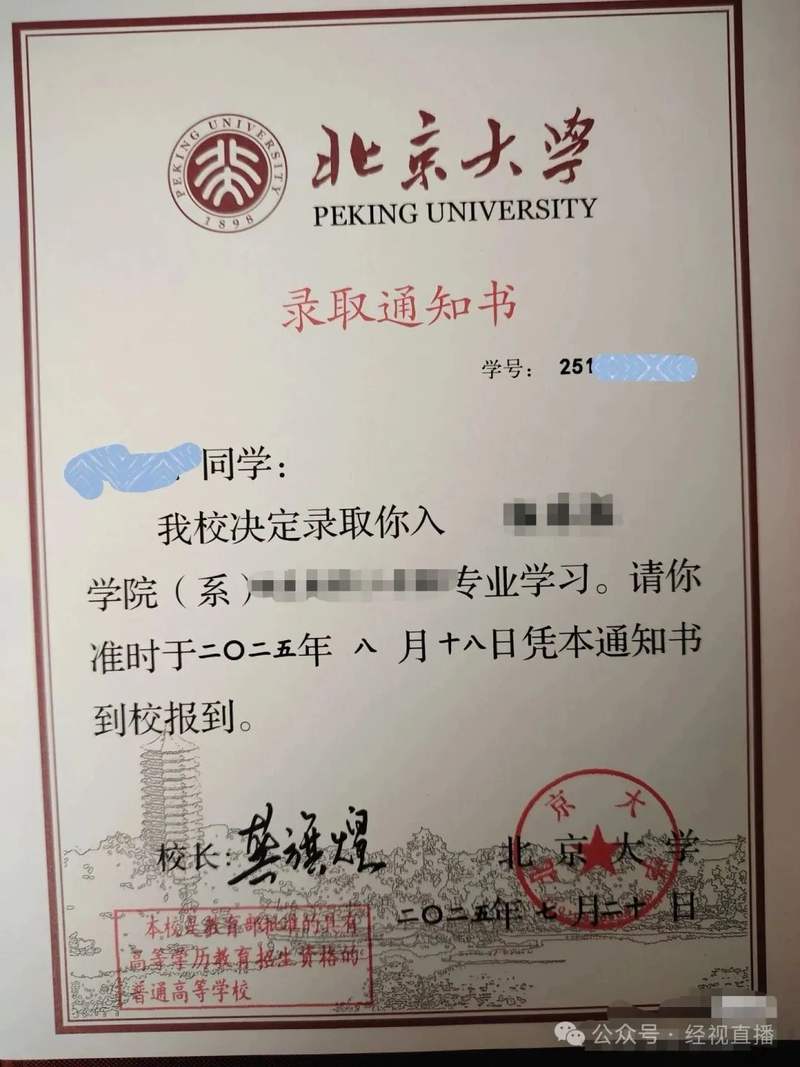 PEKING UNIVERSITY
1898
北京大学
PEKING UNIVERSITY
录取通知书
学号： 251
同学：
我校决定录取你入
学院（系）专业学习。请你
准时于二〇二五年 八 月十八日凭本通知书
到校报到。
校长：
北京大学
北京大学
二〇二五年七月二十日
本校是教育部批准的具有
高等学历教育招生资格的
普通高等学校
公众号·经视直播